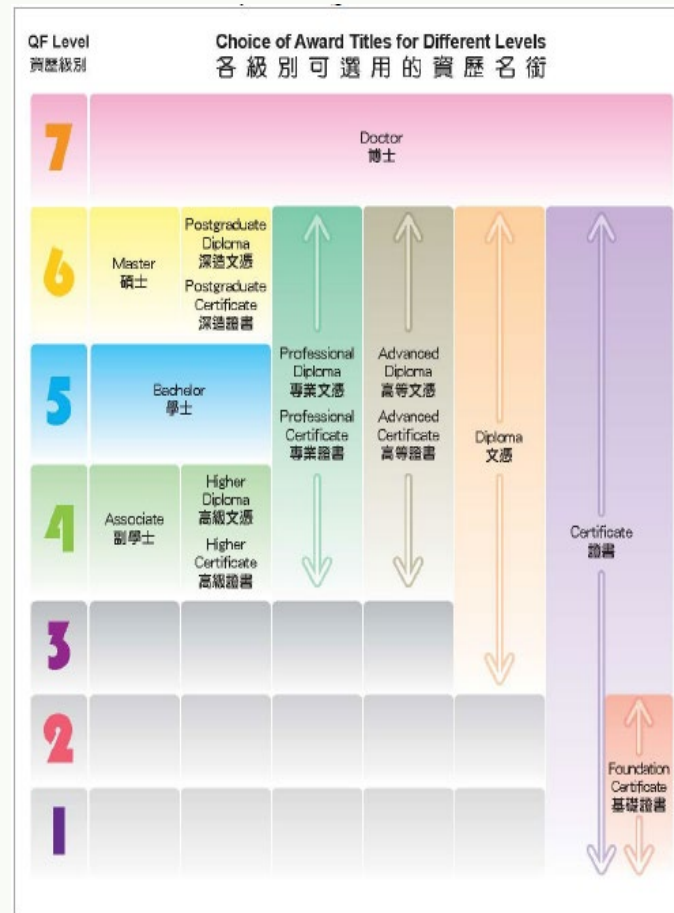 QF Level
資歷級別
Choice of Award Titles for Different Levels
各級別可選用的資歷名銜
7
Doctor
博士
6
Master
碩士
Postgraduate
Diploma
深造文憑
Postgraduate
Certificate
深造證書
5
Bachelor
學士
Professional
Diploma
專業文憑
Professional
Certificate
專業證書
Advanced
Diploma
高等文憑
Advanced
Certificate
高等證書
Diploma
文憑
4
Associate
副學士
Higher
Diploma
高級文憑
Higher
Certificate
高級證書
Certificate
證書
3
2
Foundation
Certificate
基礎證書
1